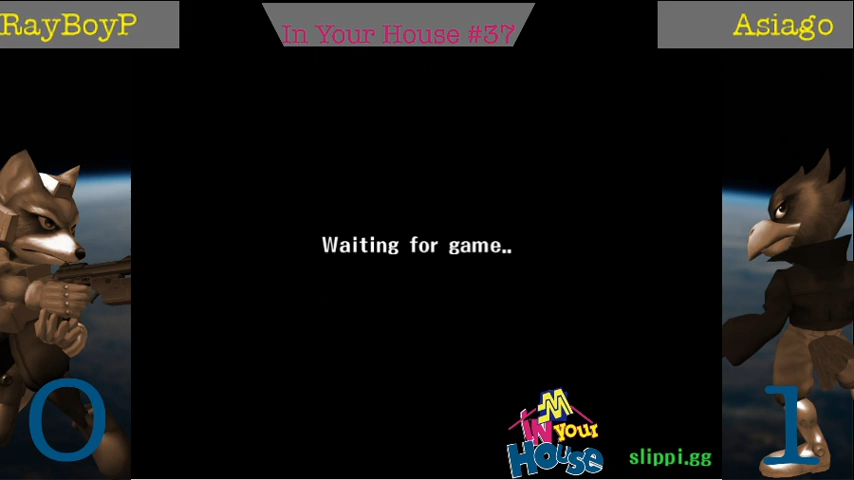 RayBoyP
In Your House #37
Asiago
Waiting for game..
0
1
M
IN YOUR
HOUSE
slippi.gg